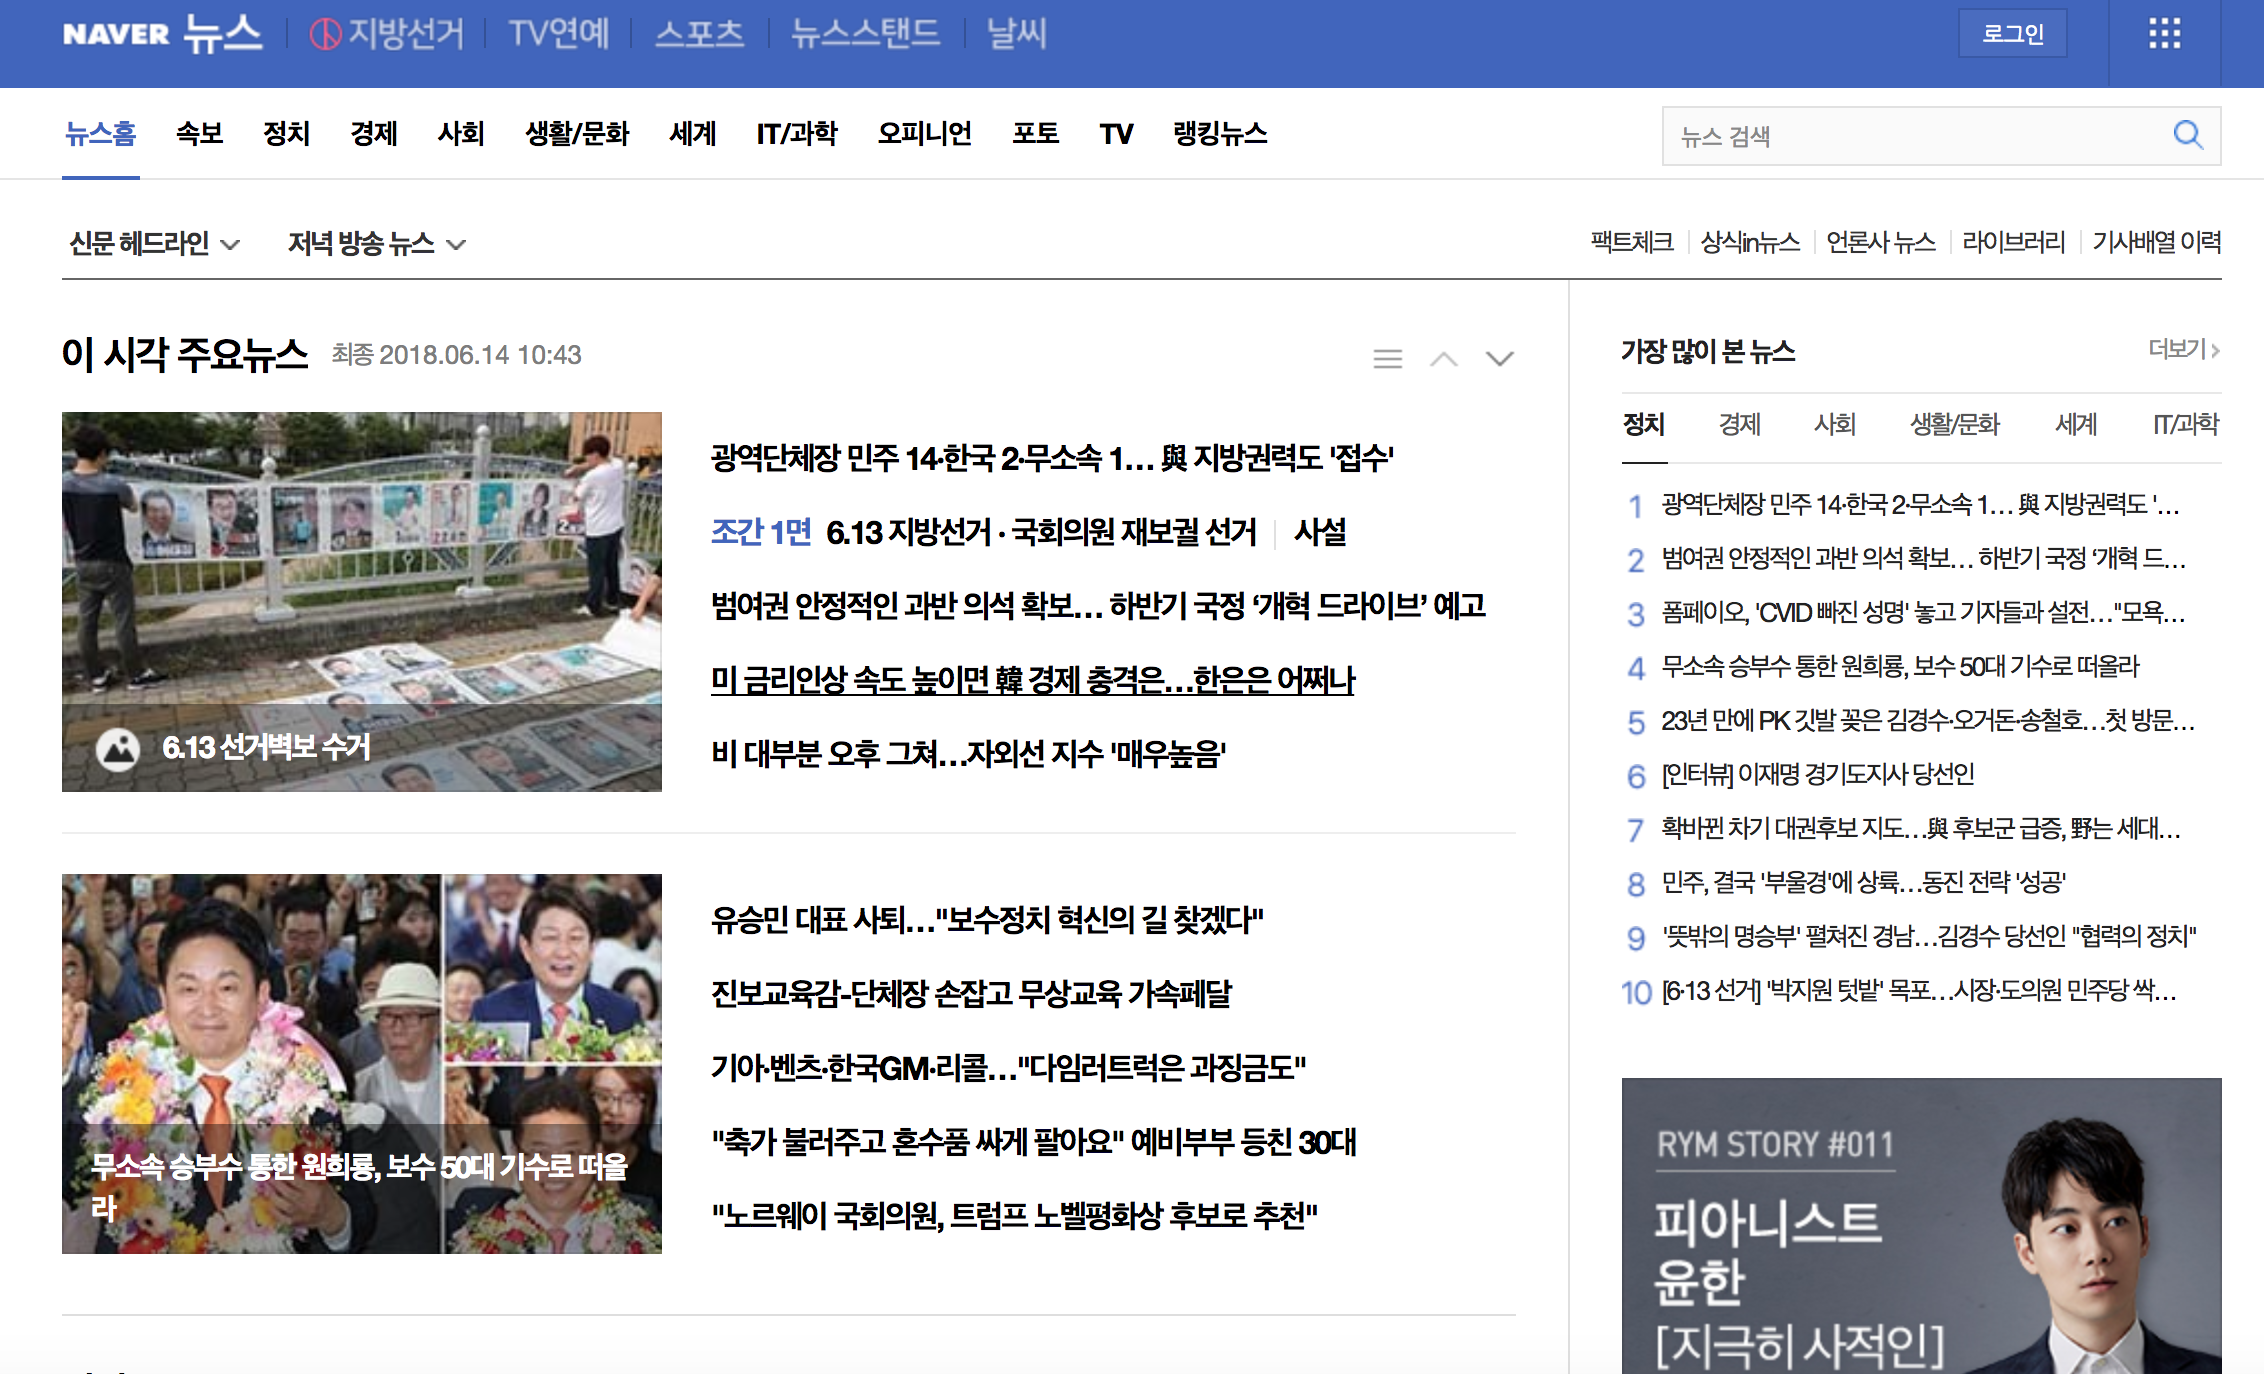 NAVER 뉴스 지방선거 TV연예 스포츠 뉴스스탠드 날씨 로그인
뉴스홈 속보 정치 경제 사회 생활/문화 세계 IT/과학 오피니언 포토 TV 랭킹뉴스 뉴스 검색
신문 헤드라인 저녁 방송 뉴스 팩트체크 상식in뉴스 언론사 뉴스 라이브러리 기사배열 이력
이 시각 주요뉴스 최종 2018.06.14 10:43
6.13 선거벽보 수거
광역단체장 민주 14·한국 2·무소속 1… 與 지방권력도 '접수'
조간 1면 6.13 지방선거 · 국회의원 재보궐 선거 사설
범여권 안정적인 과반 의석 확보… 하반기 국정 ‘개혁 드라이브’ 예고
미 금리인상 속도 높이면 韓 경제 충격은…한은은 어쩌나
비 대부분 오후 그쳐…자외선 지수 '매우높음'
무소속 승부수 통한 원희룡, 보수 50대 기수로 떠올
라
유승민 대표 사퇴…"보수정치 혁신의 길 찾겠다"
진보교육감-단체장 손잡고 무상교육 가속페달
기아·벤츠·한국GM·리콜…"다임러트럭은 과징금도"
"축가 불러주고 혼수품 싸게 팔아요" 예비부부 등친 30대
"노르웨이 국회의원, 트럼프 노벨평화상 후보로 추천"
가장 많이 본 뉴스 더보기
정치 경제 사회 생활/문화 세계 IT/과학
1 광역단체장 민주 14·한국 2·무소속 1… 與 지방권력도 '…
2 범여권 안정적인 과반 의석 확보… 하반기 국정 ‘개혁 드…
3 폼페이오, 'CVID 빠진 성명' 놓고 기자들과 설전…"모욕…
4 무소속 승부수 통한 원희룡, 보수 50대 기수로 떠올라
5 23년 만에 PK 깃발 꽂은 김경수·오거돈·송철호…첫 방문…
6 [인터뷰] 이재명 경기도지사 당선인
7 확바뀐 차기 대권후보 지도…與 후보군 급증, 野는 세대…
8 민주, 결국 '부울경'에 상륙…동진 전략 '성공'
9 '뜻밖의 명승부' 펼쳐진 경남…김경수 당선인 "협력의 정치"
10 [6·13 선거] '박지원 텃밭' 목포…시장·도의원 민주당 싹…
RYM STORY #011
피아니스트
윤한
[지극히 사적인]